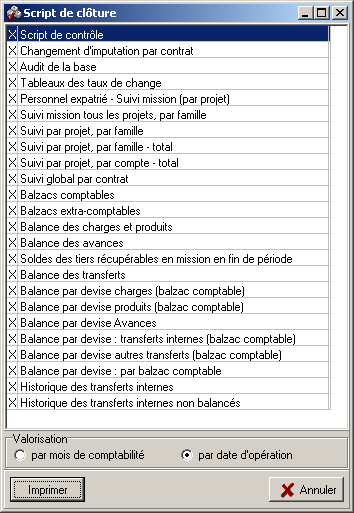 Script de clôture
X Script de contrôle
X Changement d'imputation par contrat
X Audit de la base
X Tableaux des taux de change
X Personnel expatrié - Suivi mission (par projet)
X Suivi mission tous les projets, par famille
X Suivi par projet, par famille
X Suivi par projet, par famille - total
X Suivi par projet, par compte - total
X Suivi global par contrat
X Balzacs comptables
X Balzacs extra-comptables
X Balance des charges et produits
X Balance des avances
X Soldes des tiers récupérables en mission en fin de période
X Balance des transferts
X Balance par devise charges (balzac comptable)
X Balance par devise produits (balzac comptable)
X Balance par devise Avances
X Balance par devise : transferts internes (balzac comptable)
X Balance par devise autres transferts (balzac comptable)
X Balance par devise : par balzac comptable
X Historique des transferts internes
X Historique des transferts internes non balancés
Valorisation
par mois de comptabilité
par date d'opération
Imprimer
Annuler